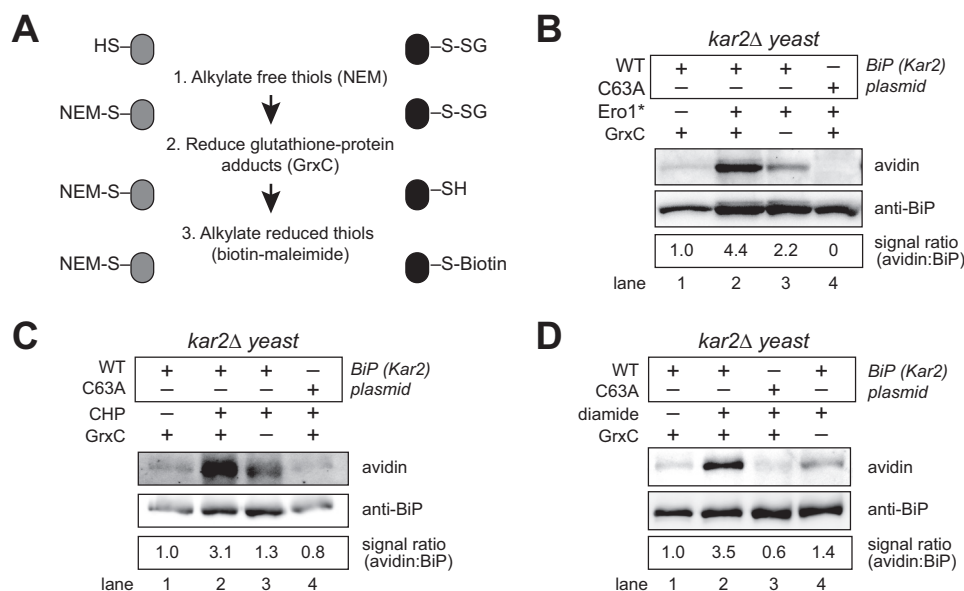 A
HS
S-SG
1. Alkylate free thiols (NEM)
NEM-S
S-SG
2. Reduce glutathione-protein
adducts (GrxC)
NEM-S
SH
3. Alkylate reduced thiols
(biotin-maleimide)
NEM-S
S-Biotin
B
kar2Δ yeast
WT + + + – BiP (Kar2)
C63A – – – + plasmid
Ero1* – + + +
GrxC + + – +
avidin
anti-BiP
1.0 4.4 2.2 0 signal ratio
(avidin:BiP)
lane 1 2 3 4
C
kar2Δ yeast
WT + + + – BiP (Kar2)
C63A – – – + plasmid
CHP – + + +
GrxC + + – +
avidin
anti-BiP
1.0 3.1 1.3 0.8 signal ratio
(avidin:BiP)
lane 1 2 3 4
D
kar2Δ yeast
WT + + – + BiP (Kar2)
C63A – – + – plasmid
diamide – + + +
GrxC + + + –
avidin
anti-BiP
1.0 3.5 0.6 1.4 signal ratio
(avidin:BiP)
lane 1 2 3 4